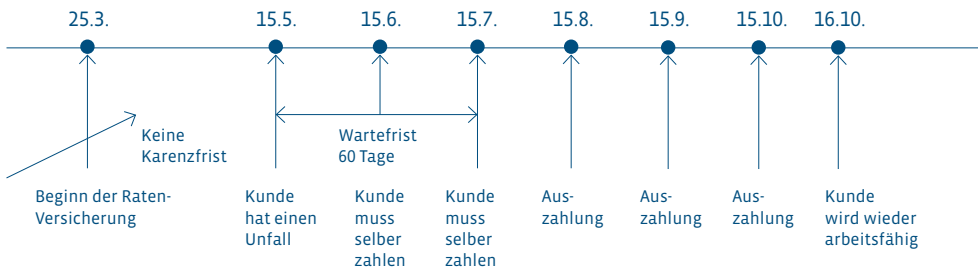 25.3.
15.5.
15.6.
15.7.
15.8.
15.9.
15.10.
16.10.
Keine
Karenzfrist
Wartefrist
60 Tage
Beginn der Raten-
Versicherung
Kunde
hat einen
Unfall
Kunde
muss
selber
zahlen
Kunde
muss
selber
zahlen
Aus-
zahlung
Aus-
zahlung
Aus-
zahlung
Kunde
wird wieder
arbeitsfähig